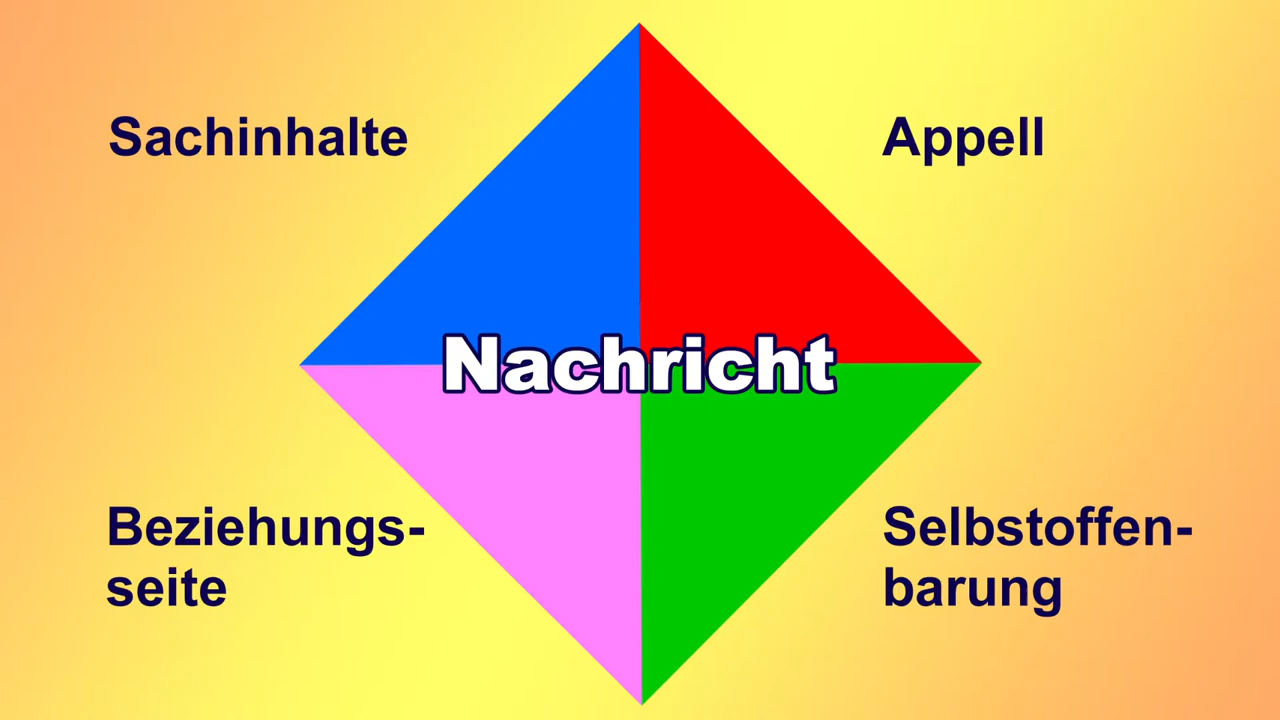 Sachinhalte
Appell
Nachricht
Beziehungs-
seite
Selbstoffen-
barung